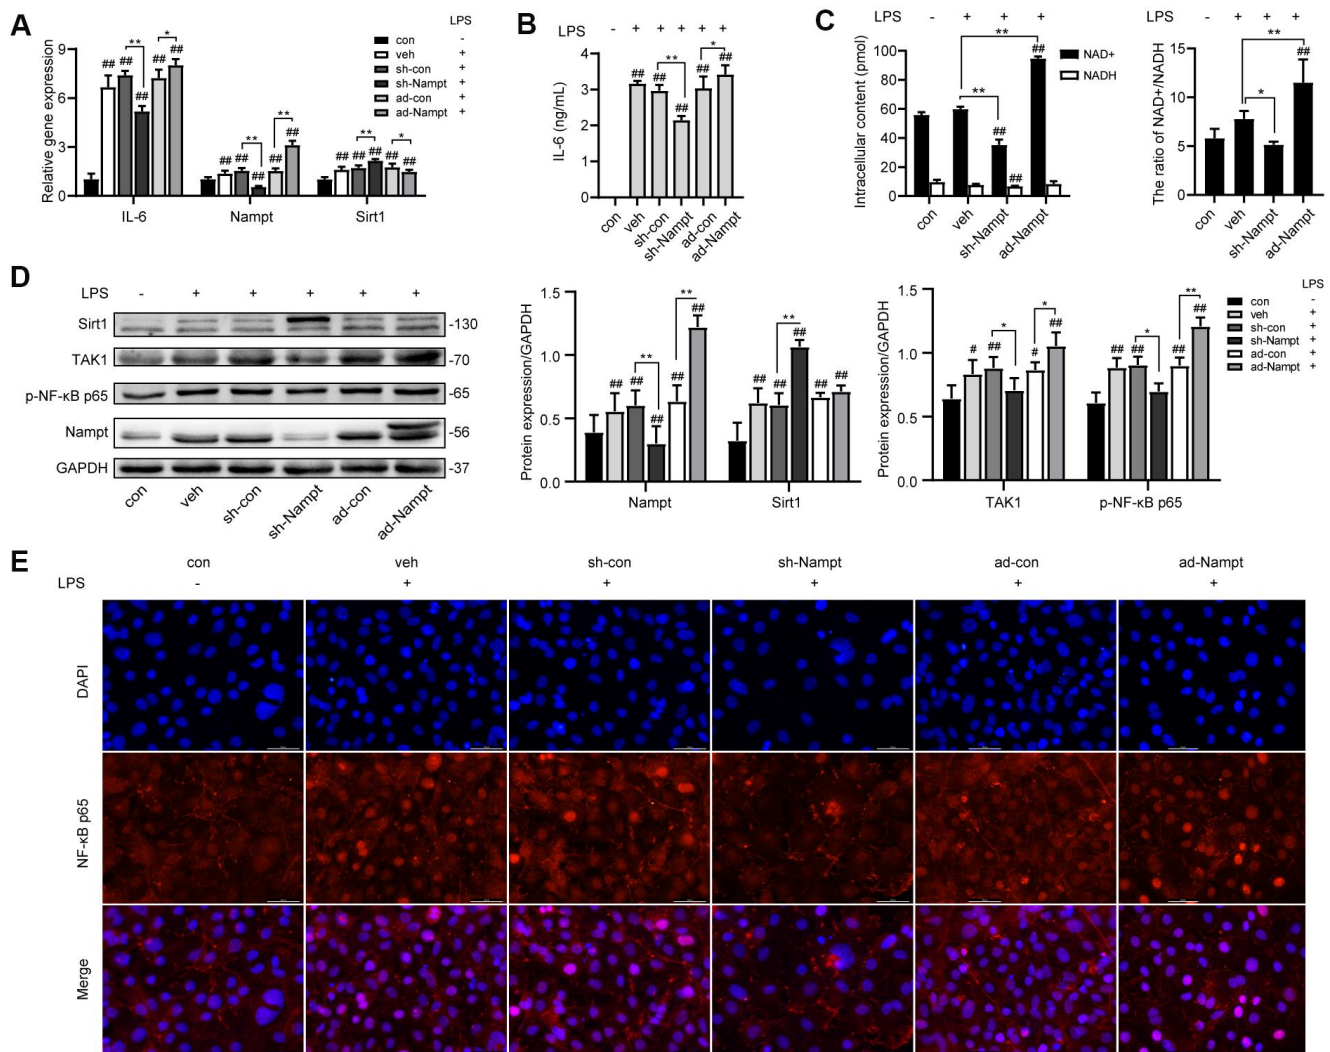 A
LPS
con -
veh +
sh-con +
sh-Nampt +
ad-con +
ad-Nampt +
Relative gene expression
9
6
3
0
## ## ** ## ## * ##
## ## ** ## ## ** ##
## ## ** ## ## * ##
IL-6 Nampt Sirt1
B
LPS - + + + + +
IL-6 (ng/mL)
4
3
2
1
0
## ## ** ## ## * ##
con veh sh-con sh-Nampt ad-con ad-Nampt
C
LPS - + + +
Intracellular content (pmol)
100
80
60
40
20
0
** ** ## ## ##
NAD+
NADH
con veh sh-Nampt ad-Nampt
LPS - + + +
The ratio of NAD+/NADH
15
10
5
0
** * ##
con veh sh-Nampt ad-Nampt
D
LPS - + + + + +
Sirt1 -130
TAK1 -70
p-NF-κB p65 -65
Nampt -56
GAPDH -37
con veh sh-con sh-Nampt ad-con ad-Nampt
Protein expression/GAPDH
1.5
1.0
0.5
0.0
## ## ** ## ## ** ##
## ## ** ## ## ##
Nampt Sirt1
Protein expression/GAPDH
1.5
1.0
0.5
0.0
# ## * # * ##
## ## * ## ** ##
TAK1 p-NF-κB p65
LPS
con -
veh +
sh-con +
sh-Nampt +
ad-con +
ad-Nampt +
E
con veh sh-con sh-Nampt ad-con ad-Nampt
LPS - + + + + +
DAPI
NF-κB p65
Merge